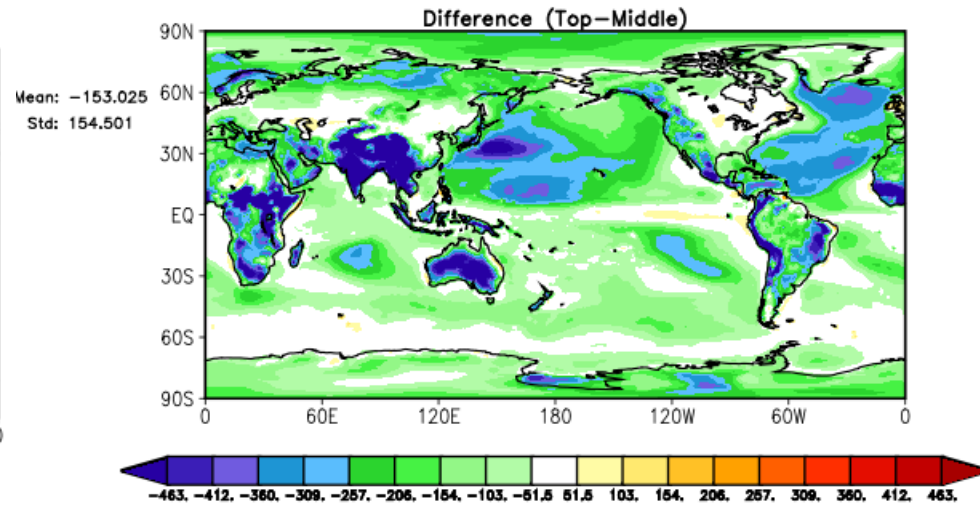 Difference (Top-Middle)
90N
Mean: -153.025
60N
Std: 154.501
30N
EQ
30S
60S
90S
0 60E 120E 180 120W 60W 0
-463. -412. -360. -309. -257. -206. -154. -103. -51.5 51.5 103. 154. 206. 257. 309. 360. 412. 463.